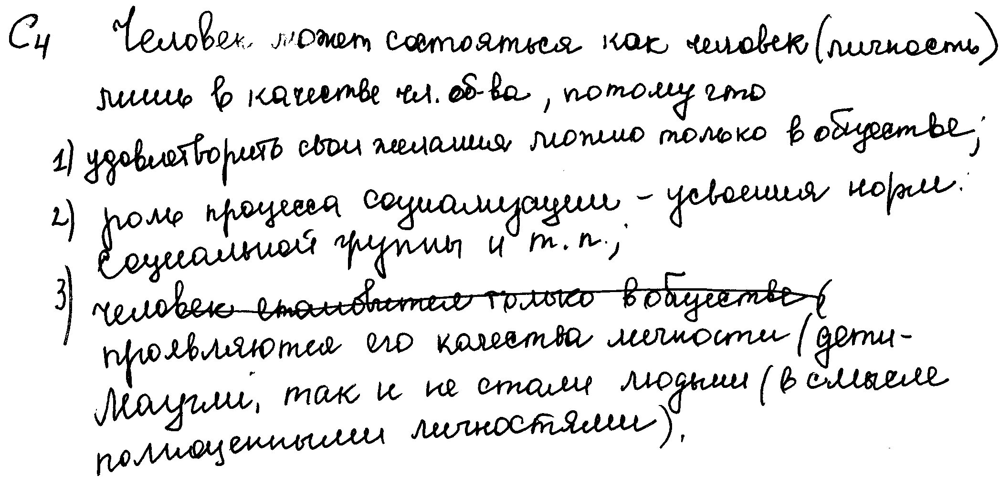 С4 Человек может состояться как человек (личность)
лишь в качестве чл. об-ва, потому что
1) удовлетворить свои желания можно только в обществе;
2) роль процесса социализации – усвоения норм
социальной группы и т.п.;
3) человек становится только в обществе (
проявляются его качества личности (дети-
Маугли, так и не стали людьми (в смысле
полноценными личностями).